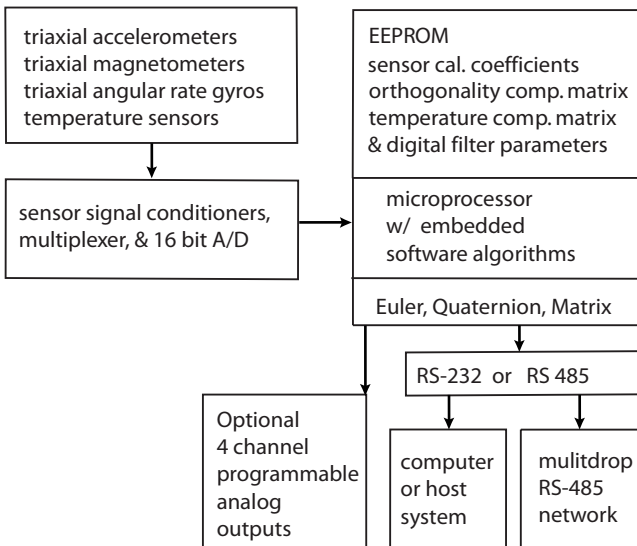 triaxial accelerometers
triaxial magnetometers
triaxial angular rate gyros
temperature sensors
EEPROM
sensor cal. coefficients
orthogonality comp. matrix
temperature comp. matrix
& digital filter parameters
sensor signal conditioners,
multiplexer, & 16 bit A/D
microprocessor
w/ embedded
software algorithms
Euler, Quaternion, Matrix
RS-232 or RS 485
Optional
4 channel
programmable
analog
outputs
computer
or host
system
mulitdrop
RS-485
network